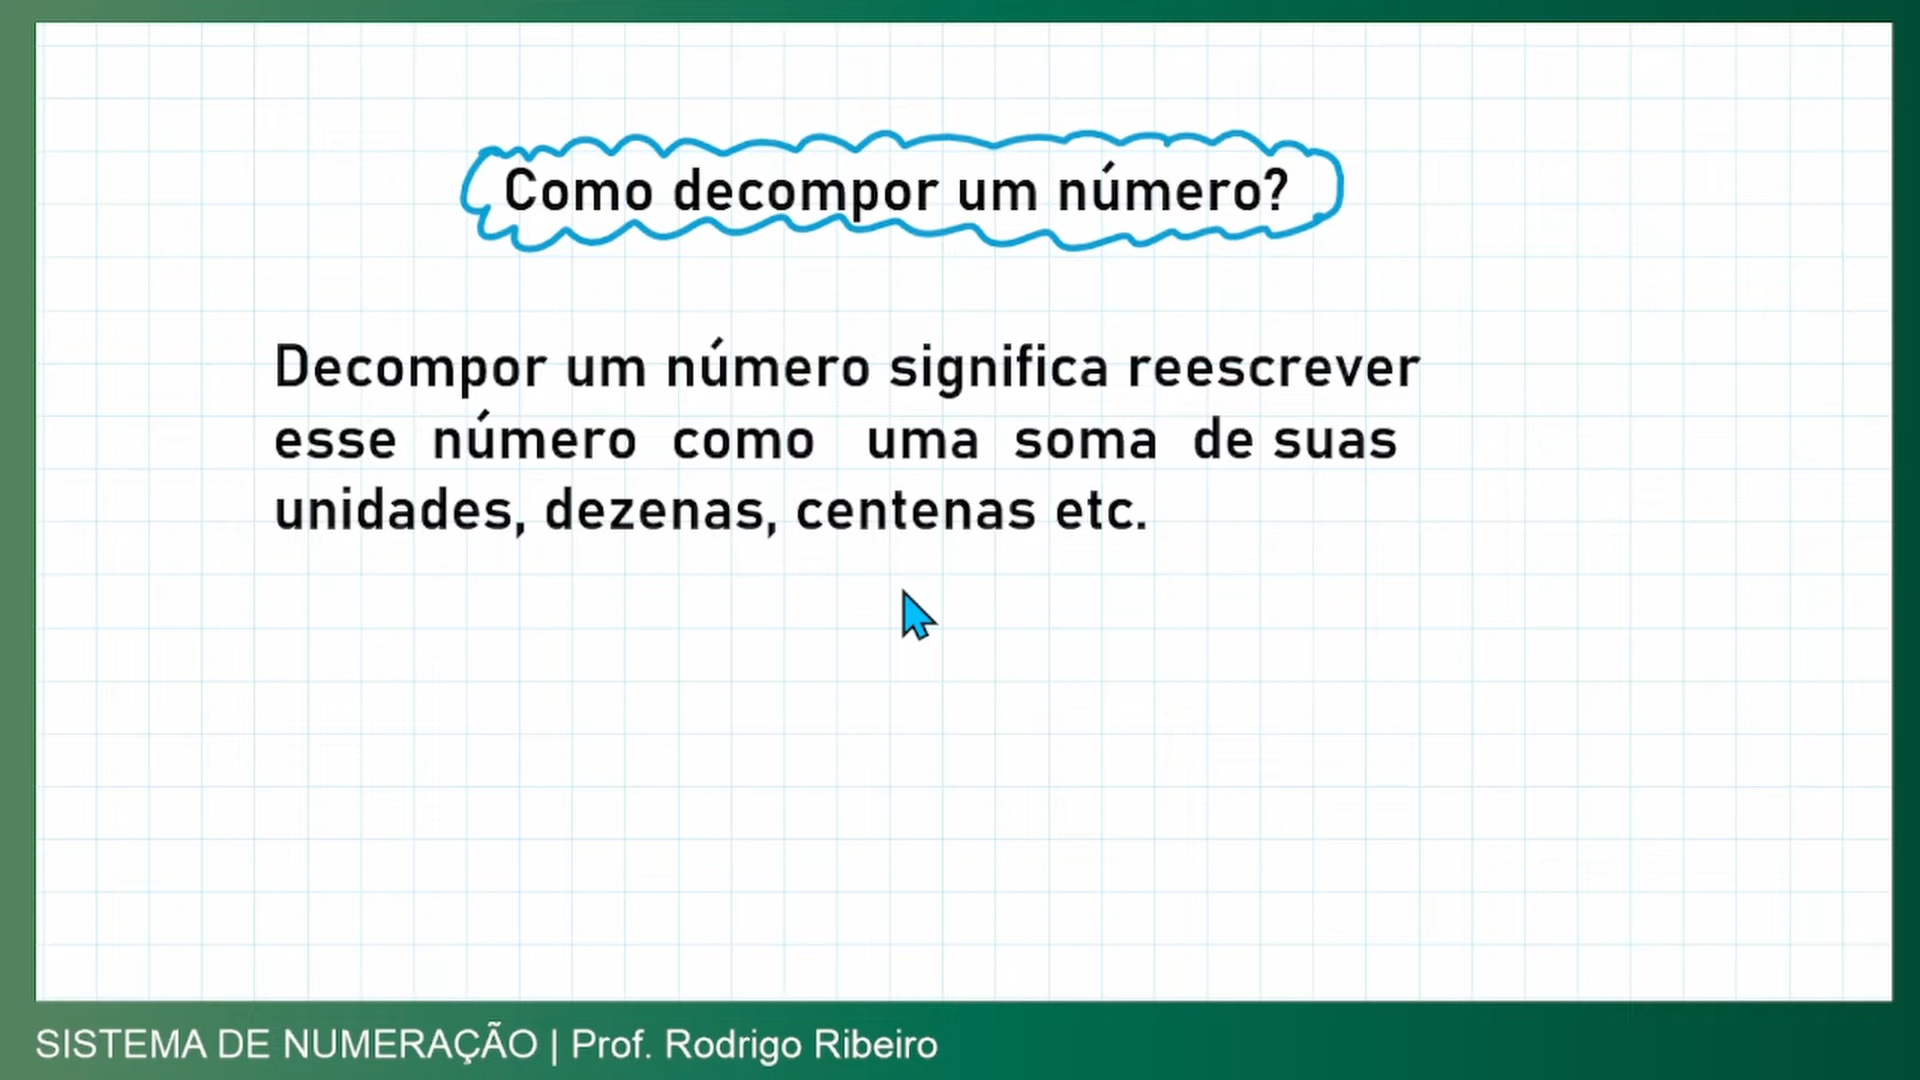 Como decompor um número?
Decompor um número significa reescrever
esse número como uma soma de suas
unidades, dezenas, centenas etc.
SISTEMA DE NUMERAÇÃO | Prof. Rodrigo Ribeiro